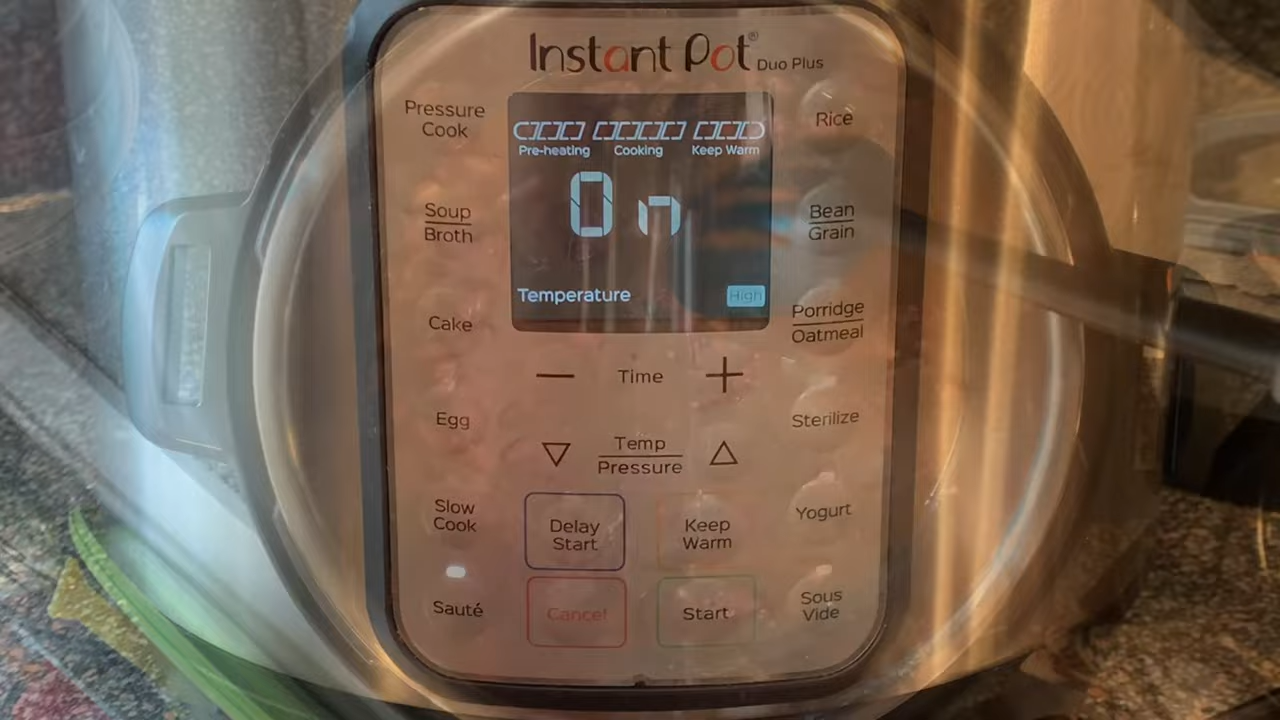 Instant Pot® Duo Plus
Pre-heating Cooking Keep Warm
On
Temperature High
Pressure
Cook
Soup
Broth
Cake
Egg
Slow
Cook
Sauté
Rice
Bean
Grain
Porridge
Oatmeal
Sterilize
Yogurt
Sous
Vide
− Time +
Temp
Pressure
Delay
Start
Keep
Warm
Cancel
Start